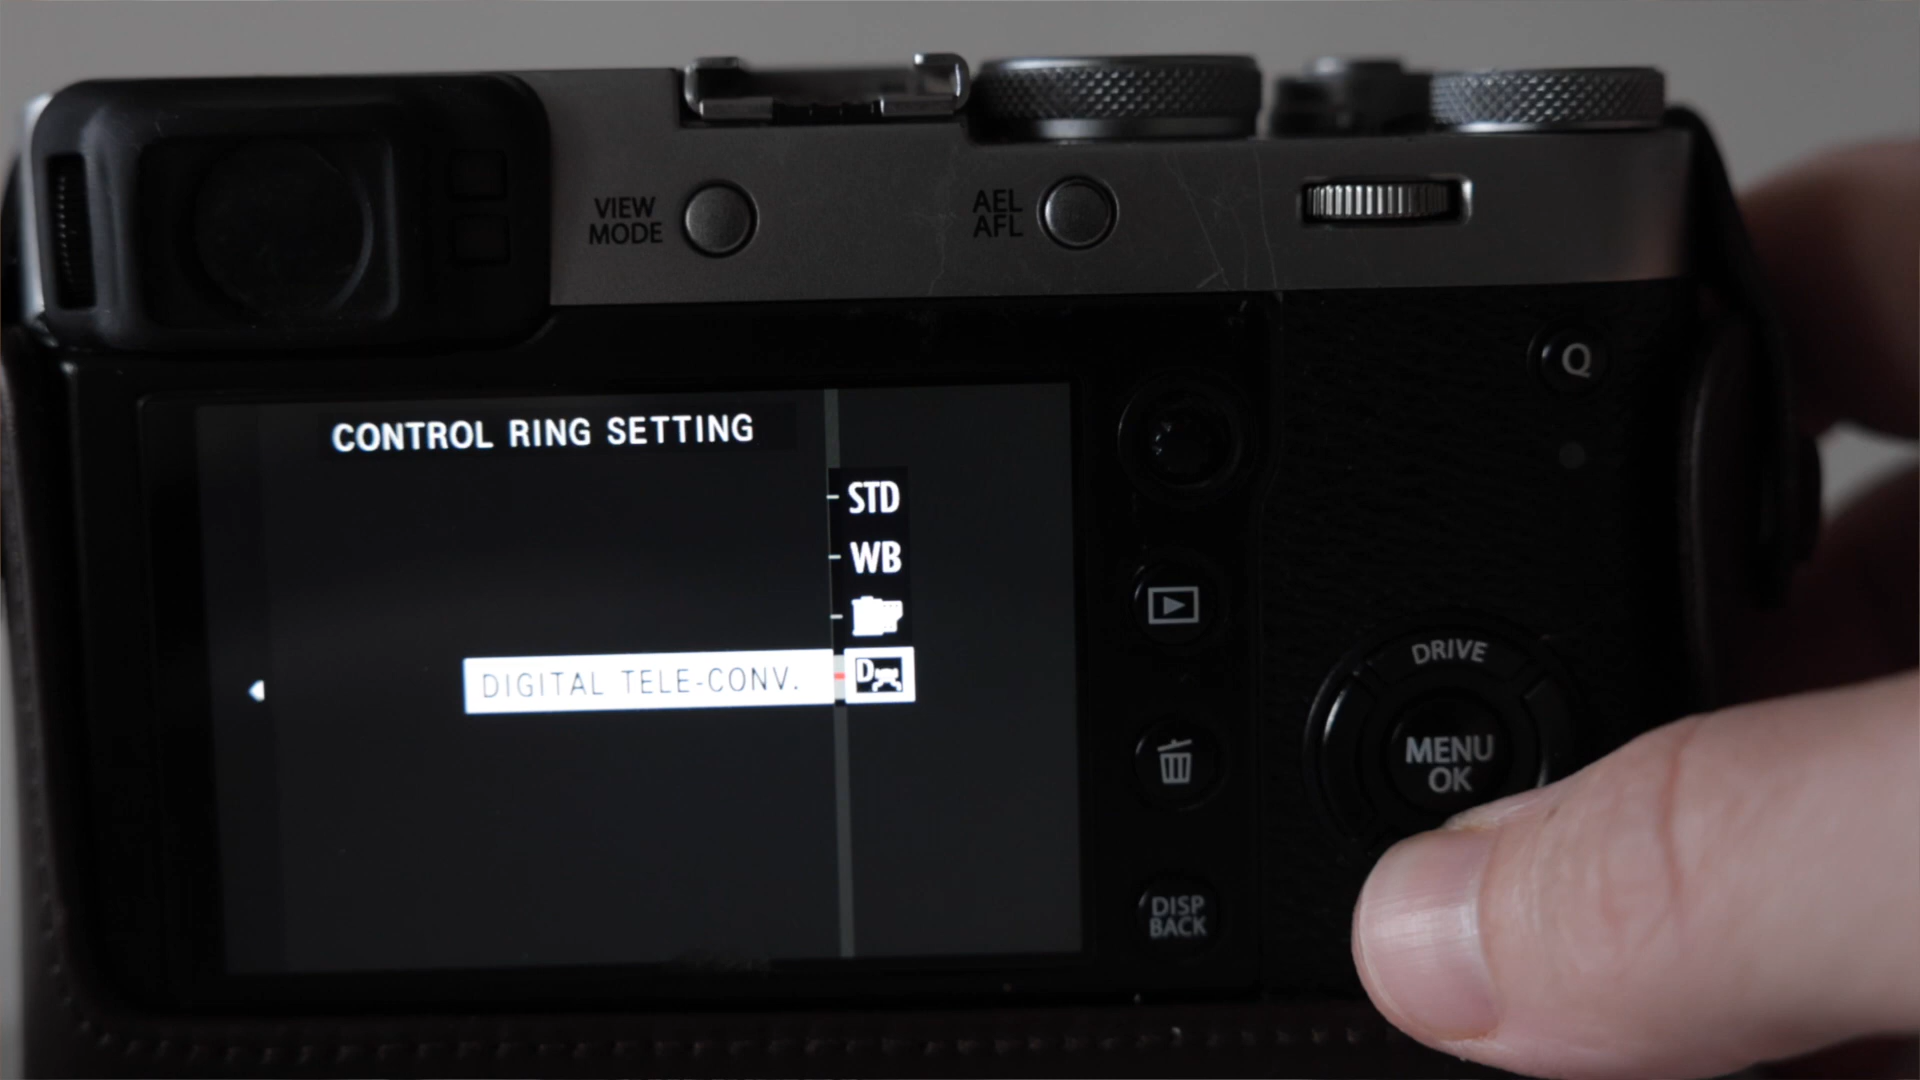 VIEW
MODE
AEL
AFL
Q
CONTROL RING SETTING
STD
WB
DIGITAL TELE-CONV.
D
DRIVE
MENU
OK
DISP
BACK